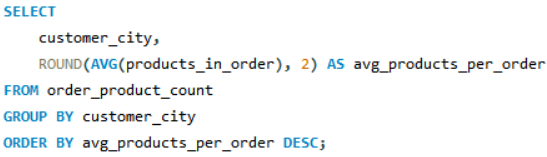 SELECT
    customer_city,
    ROUND(AVG(products_in_order), 2) AS avg_products_per_order
FROM order_product_count
GROUP BY customer_city
ORDER BY avg_products_per_order DESC;